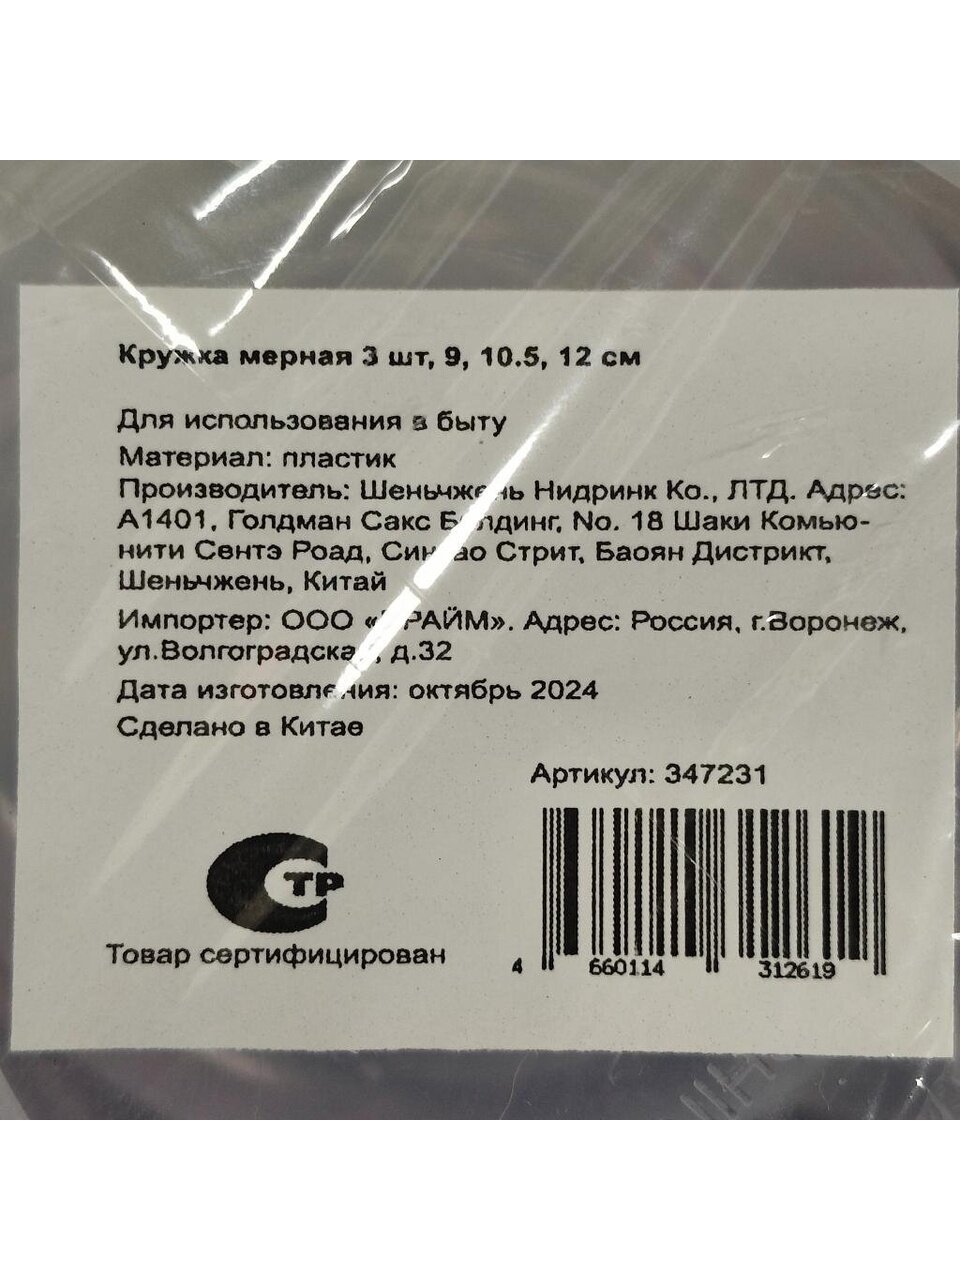 Кружка мерная 3 шт, 9, 10.5, 12 см
Для использования в быту
Материал: пластик
Производитель: Шеньчжень Нидринк Ко., ЛТД. Адрес:
А1401, Голдман Сакс Билдинг, No. 18 Шаки Комью-
нити Сентэ Роад, Стрит, Баоян Дистрикт,
Шеньчжень, Китай
Импортер: ООО «ПРАЙМ». Адрес: Россия, г.Воронеж,
ул.Волгоградская, д.32
Дата изготовления: октябрь 2024
Сделано в Китае
Артикул: 347231
ТР
Товар сертифицирован
4 660114 312619